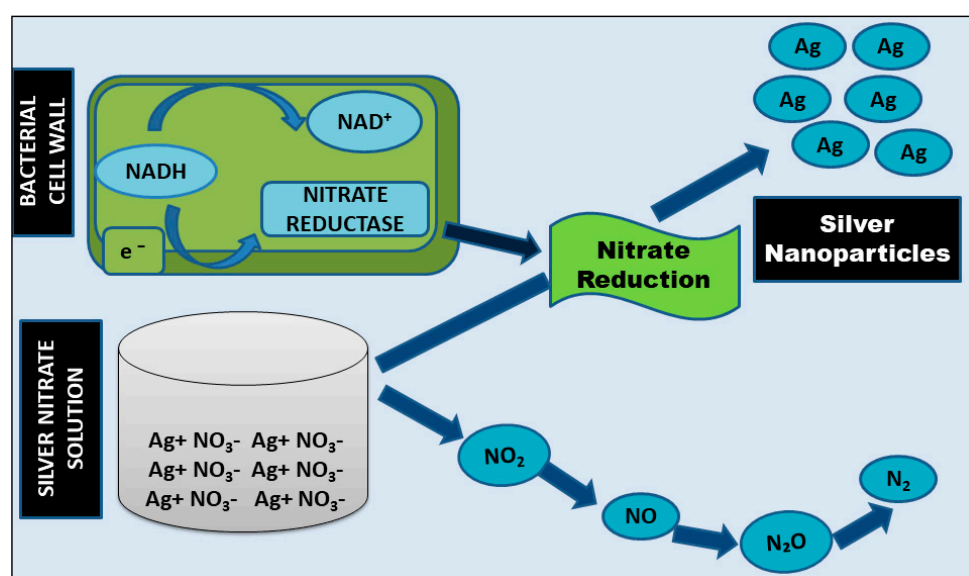 BACTERIAL
CELL WALL
NADH
NAD⁺
NITRATE
REDUCTASE
e⁻
Nitrate
Reduction
Ag
Ag
Ag
Ag
Ag
Ag
Silver
Nanoparticles
SILVER NITRATE
SOLUTION
Ag+ NO₃- Ag+ NO₃-
Ag+ NO₃- Ag+ NO₃-
Ag+ NO₃- Ag+ NO₃-
NO₂
NO
N₂O
N₂